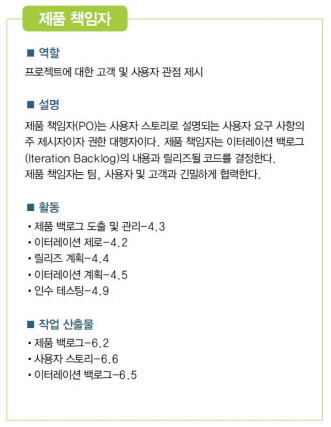 제품 책임자
■ 역할
프로젝트에 대한 고객 및 사용자 관점 제시
■ 설명
제품 책임자(PO)는 사용자 스토리로 설명되는 사용자 요구 사항의
주 제시자이자 권한 대행자이다. 제품 책임자는 이터레이션 백로그
(Iteration Backlog)의 내용과 릴리즈될 코드를 결정한다.
제품 책임자는 팀, 사용자 및 고객과 긴밀하게 협력한다.
■ 활동
• 제품 백로그 도출 및 관리-4.3
• 이터레이션 제로-4.2
• 릴리즈 계획-4.4
• 이터레이션 계획-4.5
• 인수 테스팅-4.9
■ 작업 산출물
• 제품 백로그-6.2
• 사용자 스토리-6.6
• 이터레이션 백로그-6.5